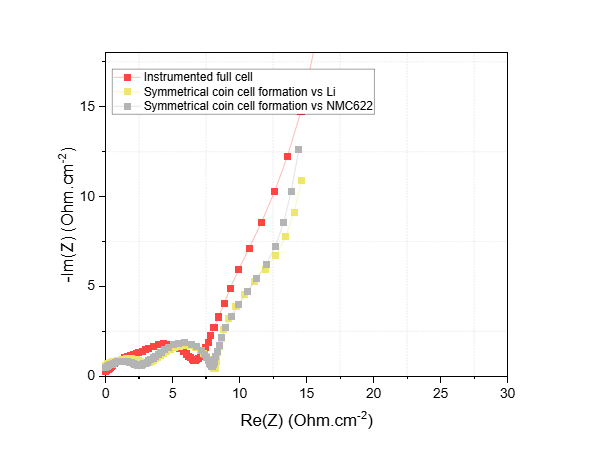 Instrumented full cell
Symmetrical coin cell formation vs Li
Symmetrical coin cell formation vs NMC622
15
10
5
0
-Im(Z) (Ohm.cm⁻²)
0 5 10 15 20 25 30
Re(Z) (Ohm.cm⁻²)